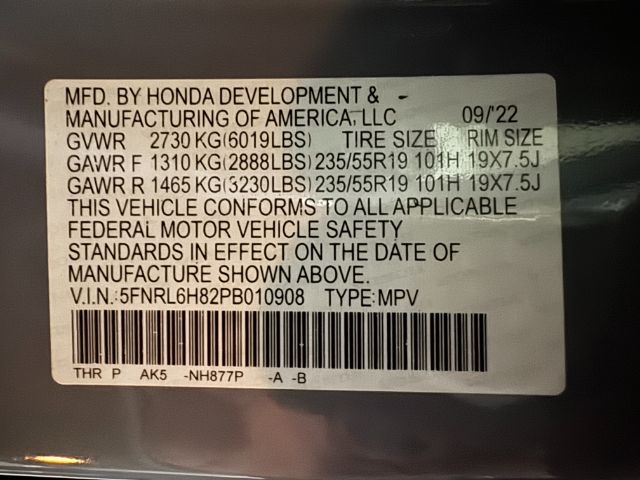 MFD. BY HONDA DEVELOPMENT &
MANUFACTURING OF AMERICA, LLC 09/'22
GVWR 2730 KG(6019LBS) TIRE SIZE RIM SIZE
GAWR F 1310 KG(2888LBS) 235/55R19 101H 19X7.5J
GAWR R 1465 KG(3230LBS) 235/55R19 101H 19X7.5J
THIS VEHICLE CONFORMS TO ALL APPLICABLE
FEDERAL MOTOR VEHICLE SAFETY
STANDARDS IN EFFECT ON THE DATE OF
MANUFACTURE SHOWN ABOVE.
V.I.N.:5FNRL6H82PB010908 TYPE:MPV
THR P AK5 -NH877P -A -B